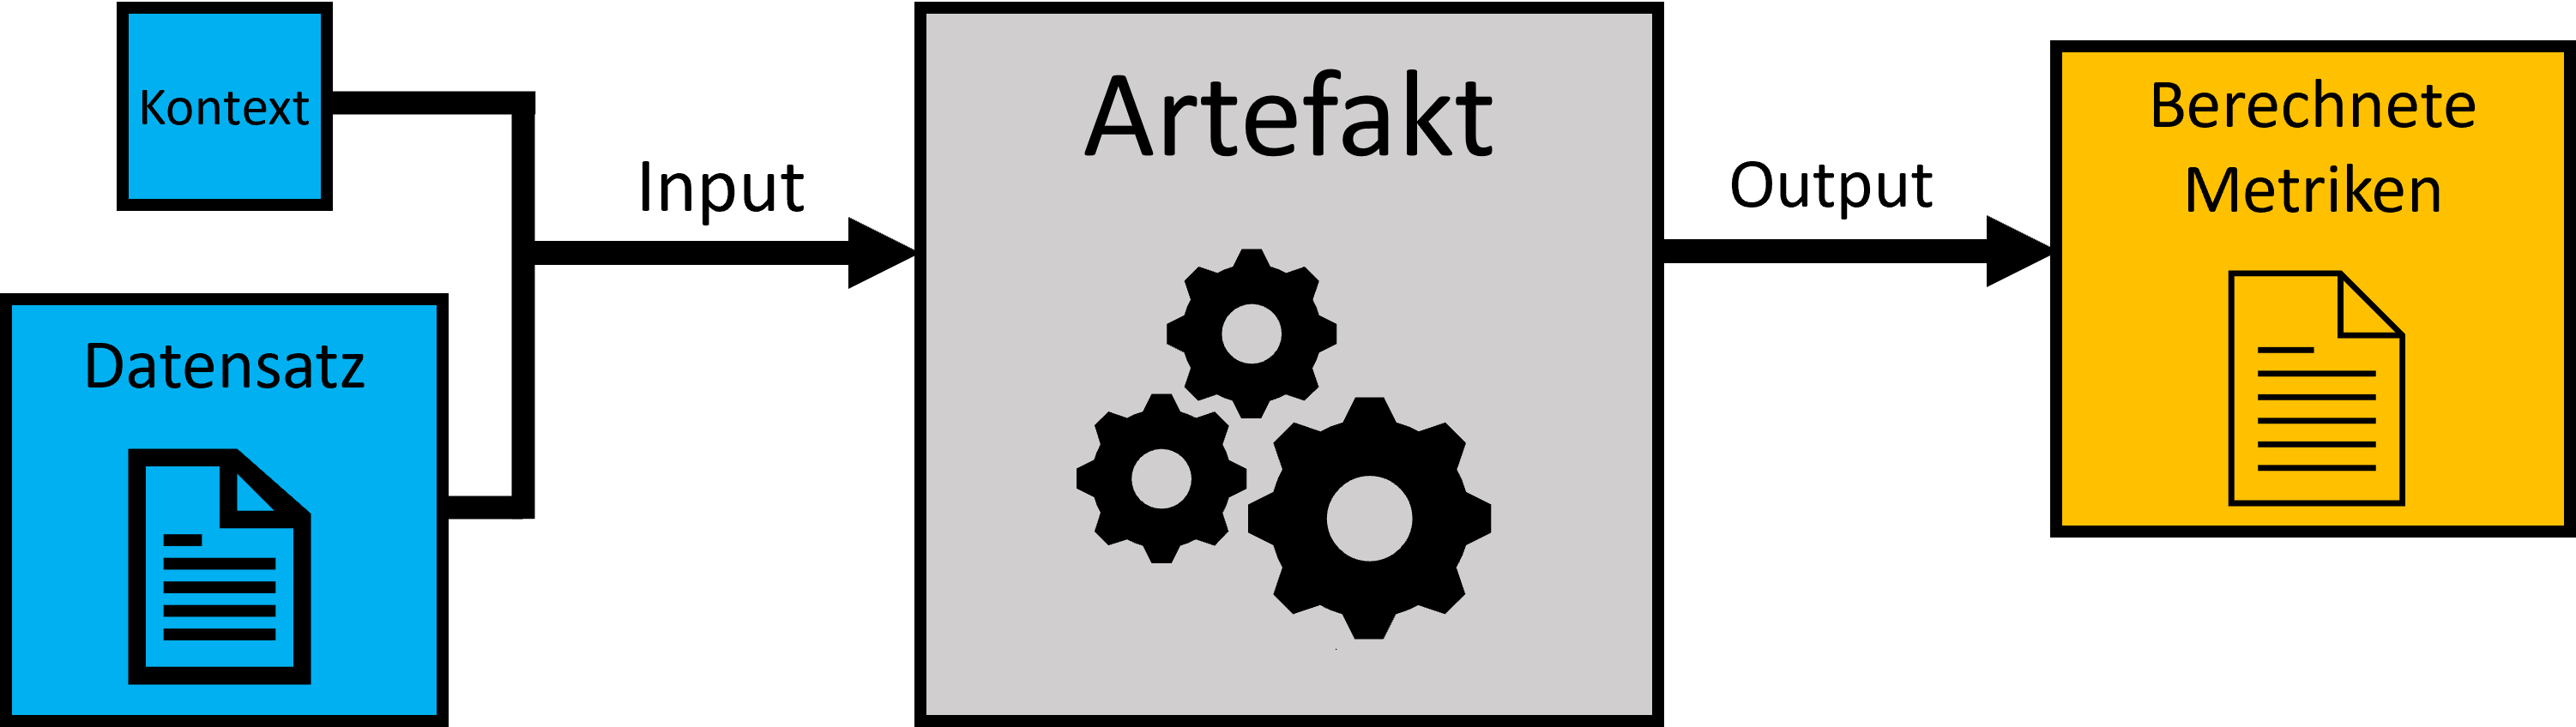 Kontext
Datensatz
Input
Artefakt
Output
Berechnete
Metriken